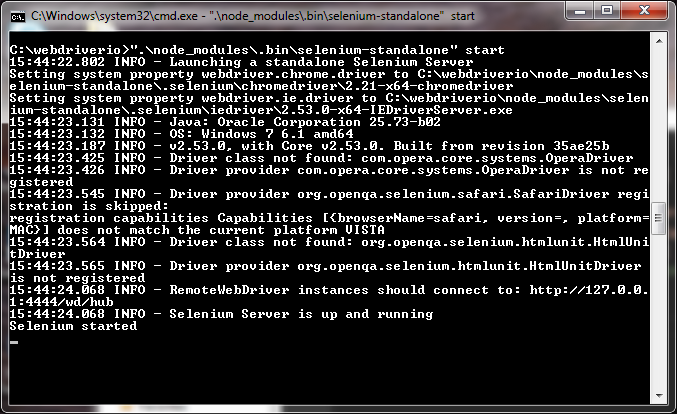 C:\Windows\system32\cmd.exe - ".\node_modules\.bin\selenium-standalone" start
C:\webdriverio>".\node_modules\.bin\selenium-standalone" start
15:44:22.802 INFO - Launching a standalone Selenium Server
Setting system property webdriver.chrome.driver to C:\webdriverio\node_modules\s
elenium-standalone\.selenium\chromedriver\2.21-x64-chromedriver
Setting system property webdriver.ie.driver to C:\webdriverio\node_modules\selen
ium-standalone\.selenium\iedriver\2.53.0-x64-IEDriverServer.exe
15:44:23.131 INFO - Java: Oracle Corporation 25.73-b02
15:44:23.132 INFO - OS: Windows 7 6.1 amd64
15:44:23.187 INFO - v2.53.0, with Core v2.53.0. Built from revision 35ae25b
15:44:23.425 INFO - Driver class not found: com.opera.core.systems.OperaDriver
15:44:23.426 INFO - Driver provider com.opera.core.systems.OperaDriver is not re
gistered
15:44:23.545 INFO - Driver provider org.openqa.selenium.safari.SafariDriver regi
stration is skipped:
registration capabilities Capabilities [{browserName=safari, version=, platform=
MAC}] does not match the current platform VISTA
15:44:23.564 INFO - Driver class not found: org.openqa.selenium.htmlunit.HtmlUni
tDriver
15:44:23.565 INFO - Driver provider org.openqa.selenium.htmlunit.HtmlUnitDriver
is not registered
15:44:24.068 INFO - RemoteWebDriver instances should connect to: http://127.0.0.
1:4444/wd/hub
15:44:24.068 INFO - Selenium Server is up and running
Selenium started